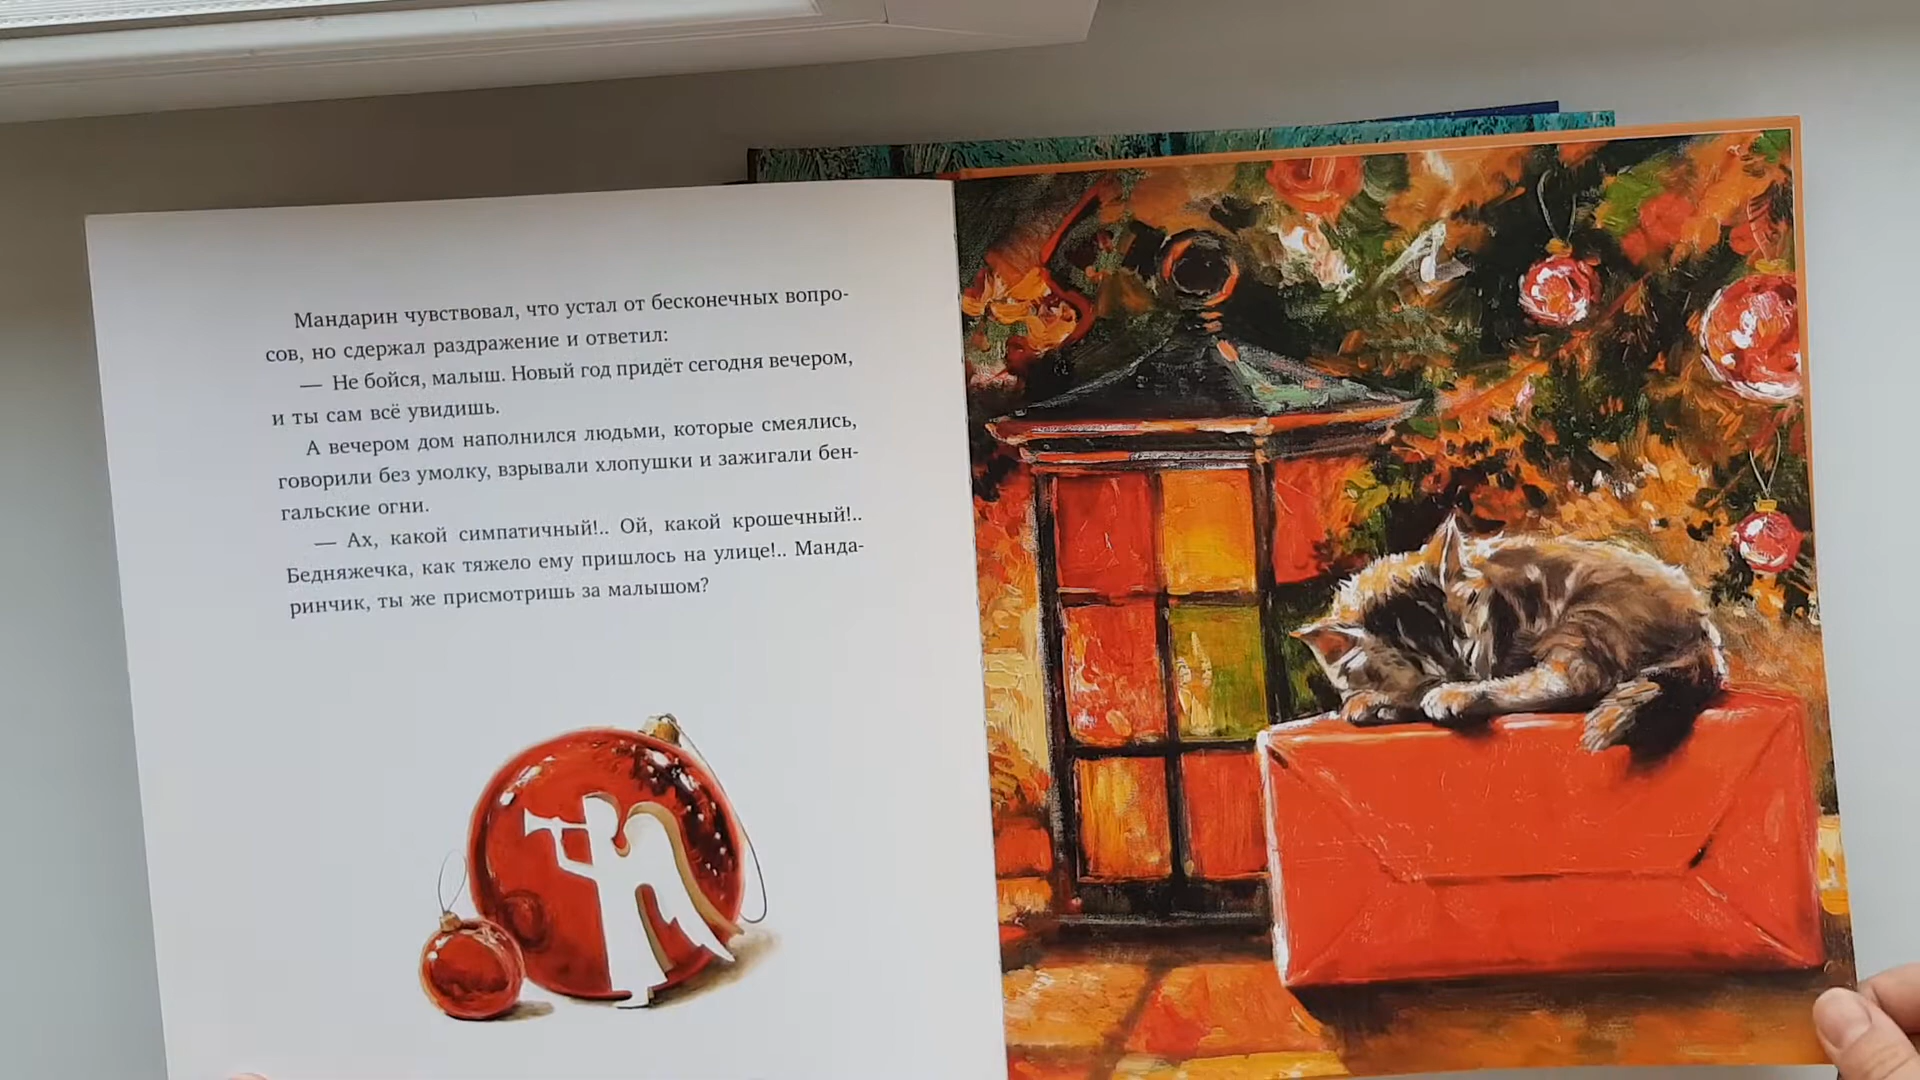 Мандарин чувствовал, что устал от бесконечных вопро-
сов, но сдержал раздражение и ответил:
— Не бойся, малыш. Новый год придёт сегодня вечером,
и ты сам всё увидишь.
А вечером дом наполнился людьми, которые смеялись,
говорили без умолку, взрывали хлопушки и зажигали бен-
гальские огни.
— Ах, какой симпатичный!.. Ой, какой крошечный!..
Бедняжечка, как тяжело ему пришлось на улице!.. Манда-
ринчик, ты же присмотришь за малышом?